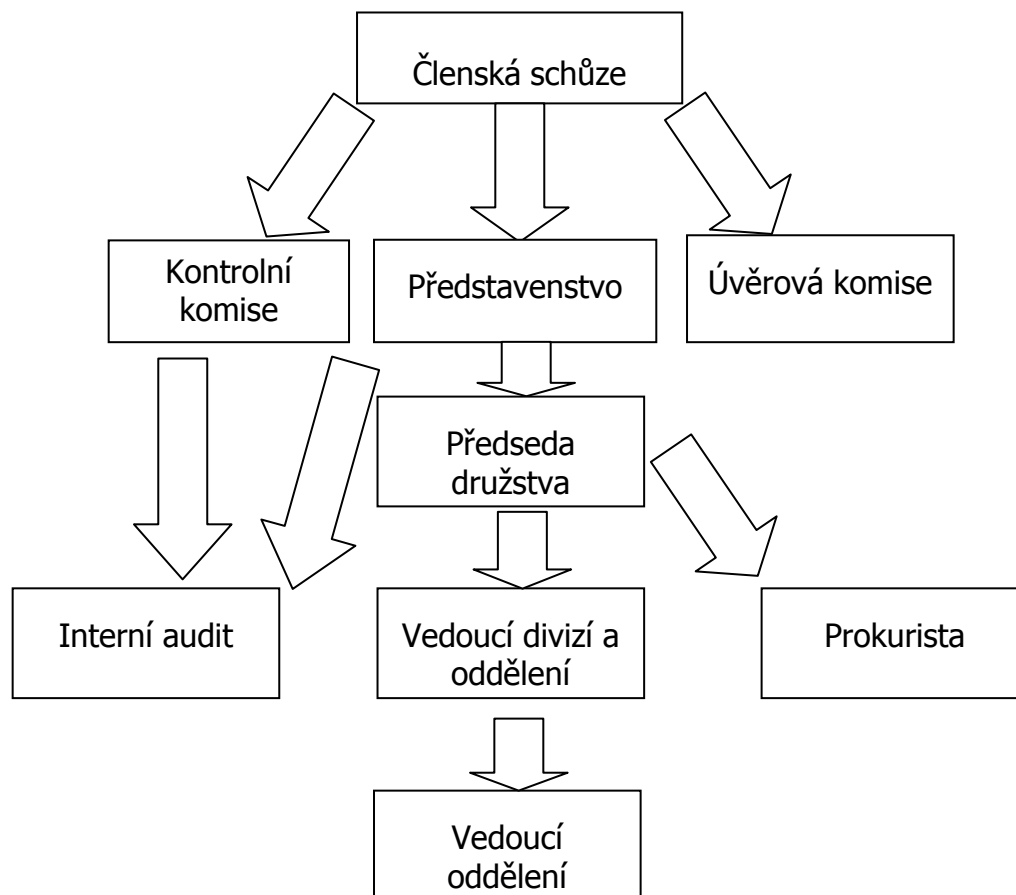 Členská schůze
Kontrolní
komise
Představenstvo
Úvěrová komise
Předseda
družstva
Interní audit
Vedoucí divizí a
oddělení
Prokurista
Vedoucí
oddělení